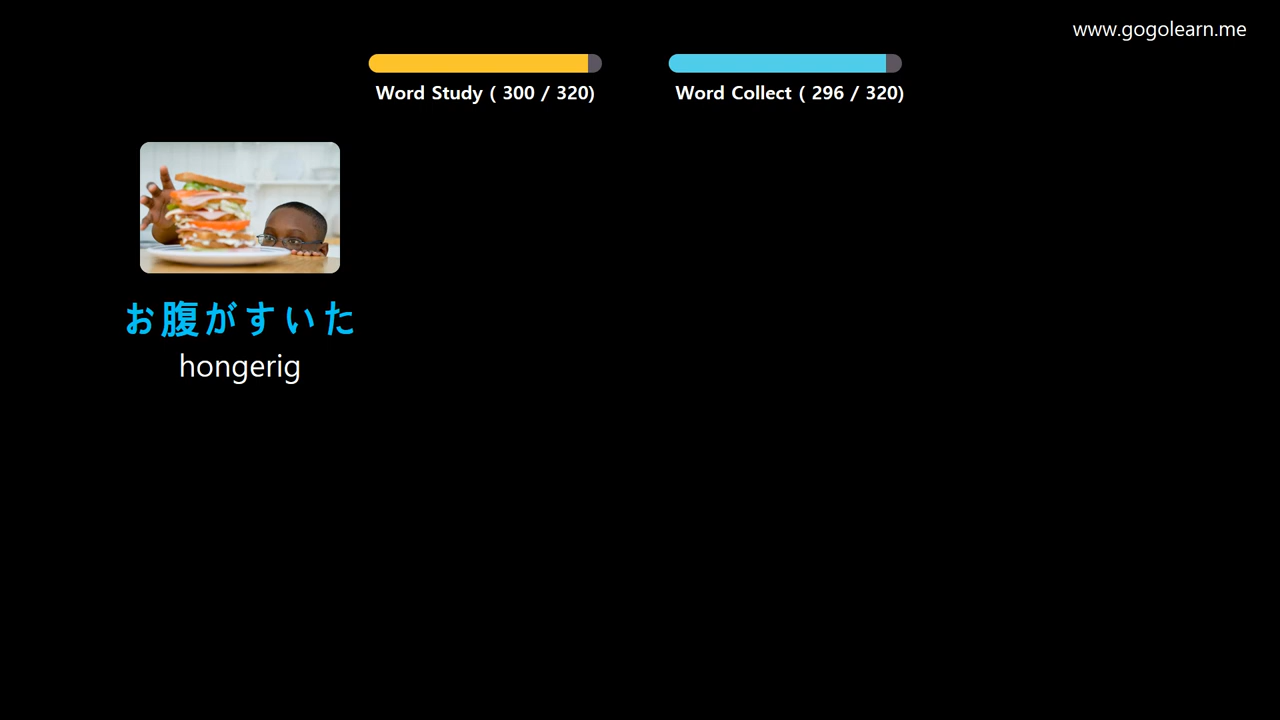 www.gogolearn.me
Word Study ( 300 / 320)
Word Collect ( 296 / 320)
お腹がすいた
hongerig